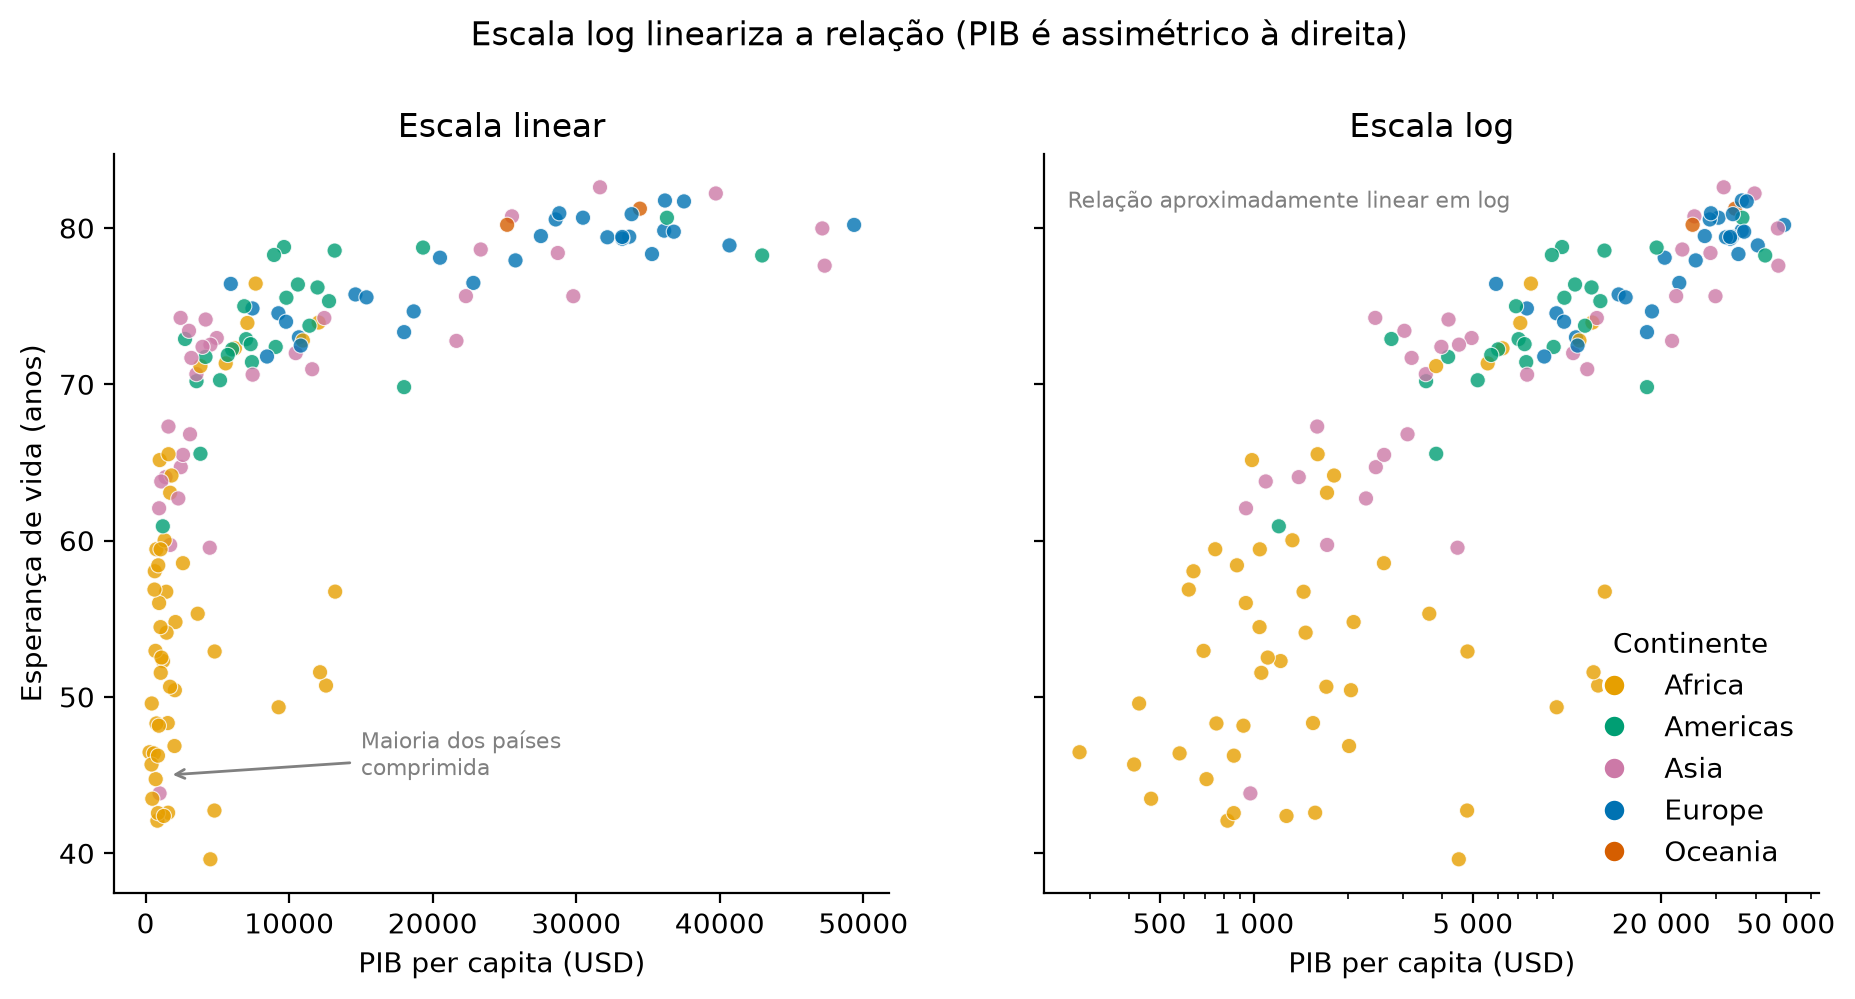 Escala log lineariza a relação (PIB é assimétrico à direita)
Escala linear
Esperança de vida (anos)
80
70
60
50
40
Maioria dos países
comprimida
0
10000
20000
30000
40000
50000
PIB per capita (USD)
Escala log
Relação aproximadamente linear em log
Continente
Africa
Americas
Asia
Europe
Oceania
500
1 000
5 000
20 000
50 000
PIB per capita (USD)